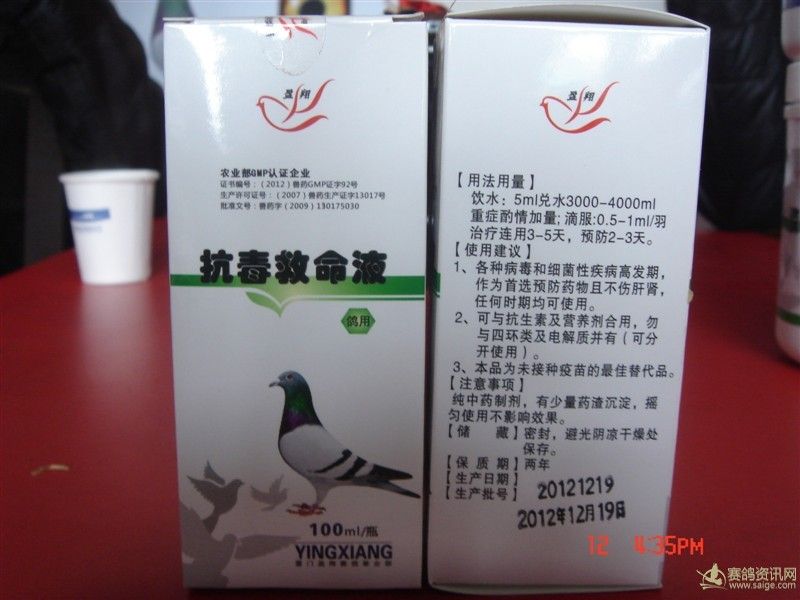 盈翔
农业部GMP认证企业
证书编号：（2012）兽药GMP证字92号
生产许可证号：（2007）兽药生产证字13017号
批准文号：兽药字（2009）130175030
抗毒救命液
鸽用
100ml/瓶
YINGXIANG
盈翔
【用法用量】
饮水：5ml兑水3000-4000ml
重症酌情加量；滴服：0.5-1ml/羽
治疗连用3-5天，预防2-3天。
【使用建议】
1、各种病毒和细菌性疾病高发期，
作为首选预防药物且不伤肝肾，
任何时期均可使用。
2、可与抗生素及营养剂合用，勿
与四环类及电解质并有（可分
开使用）。
3、本品为未接种疫苗的最佳替代品。
【注意事项】
纯中药制剂，有少量药渣沉淀，摇
匀使用不影响效果。
【储 藏】密封，避光阴凉干燥处
保存。
【保 质 期】两年
【生产日期】
【生产批号】 20121219
2012年12月19日
12 4:35PM
赛鸽资讯网
www.saige.com